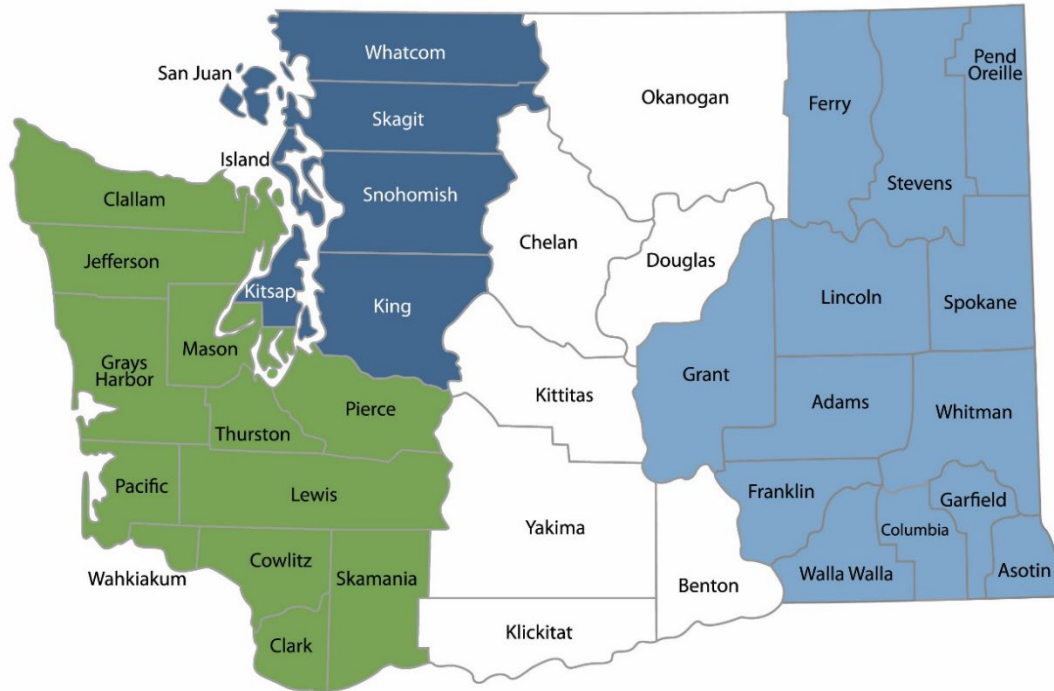 Whatcom
Pend
Oreille
San Juan
Okanogan
Ferry
Skagit
Island
Stevens
Clallam
Snohomish
Chelan
Douglas
Jefferson
Kitsap
King
Lincoln
Spokane
Mason
Grays
Harbor
Grant
Kittitas
Adams
Whitman
Pierce
Thurston
Pacific
Lewis
Franklin
Garfield
Yakima
Columbia
Cowlitz
Wahkiakum
Skamania
Benton
Walla Walla
Asotin
Klickitat
Clark